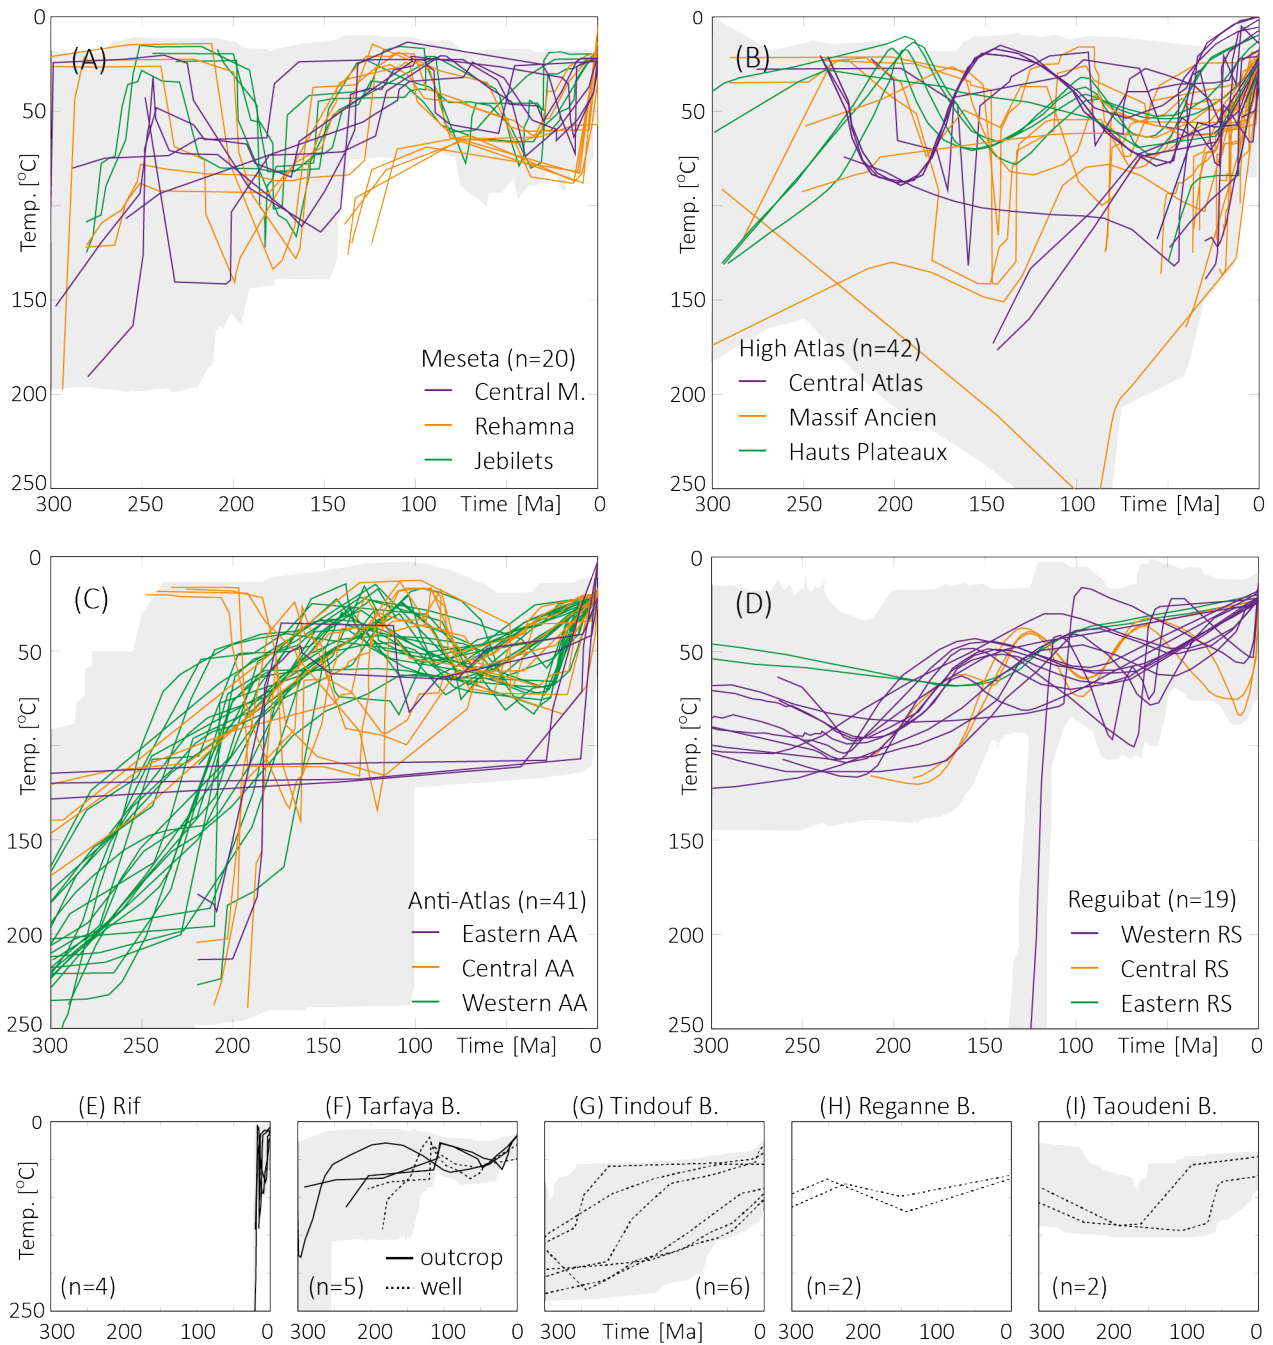 (A)
0
50
100
150
200
250
Temp. [°C]
Meseta (n=20)
Central M.
Rehamna
Jebilets
300 250 200 150 100 Time [Ma] 0
(B)
0
50
Temp. [°C]
150
200
250
High Atlas (n=42)
Central Atlas
Massif Ancien
Hauts Plateaux
300 250 200 150 100 Time [Ma] 0
(C)
0
50
Temp. [°C]
150
200
250
Anti-Atlas (n=41)
Eastern AA
Central AA
Western AA
300 250 200 150 100 Time [Ma] 0
(D)
0
50
Temp. [°C]
150
200
250
Reguibat (n=19)
Western RS
Central RS
Eastern RS
300 250 200 150 100 Time [Ma] 0
(E) Rif
(F) Tarfaya B.
(G) Tindouf B.
(H) Reganne B.
(I) Taoudeni B.
0
Temp. [°C]
250
(n=4)
(n=5)
outcrop
well
(n=6)
(n=2)
(n=2)
300 200 100 0
300 200 100 0
300 Time [Ma] 0
300 200 100 0
300 200 100 0